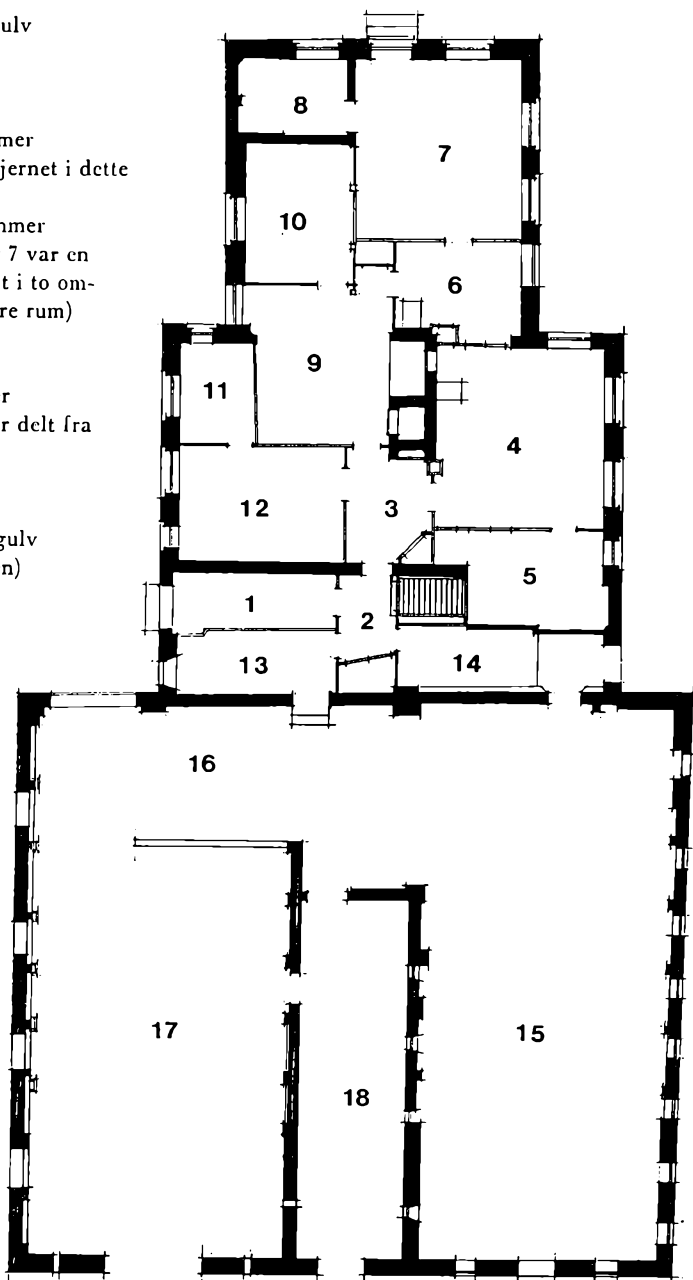 ulv
mer
jernet i dette
nmer
7 var en
t i to om-
re rum)
r
r delt fra
gulv
n)
8
7
10
6
9
11
4
12
3
5
1
2
13
14
16
17
15
18